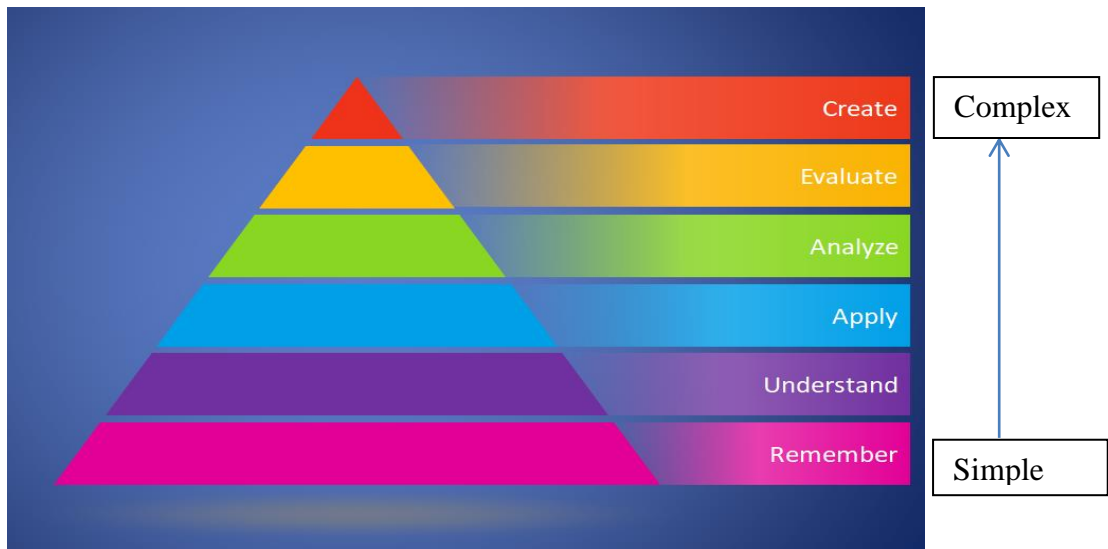 Create
Complex
Evaluate
Analyze
Apply
Understand
Remember
Simple